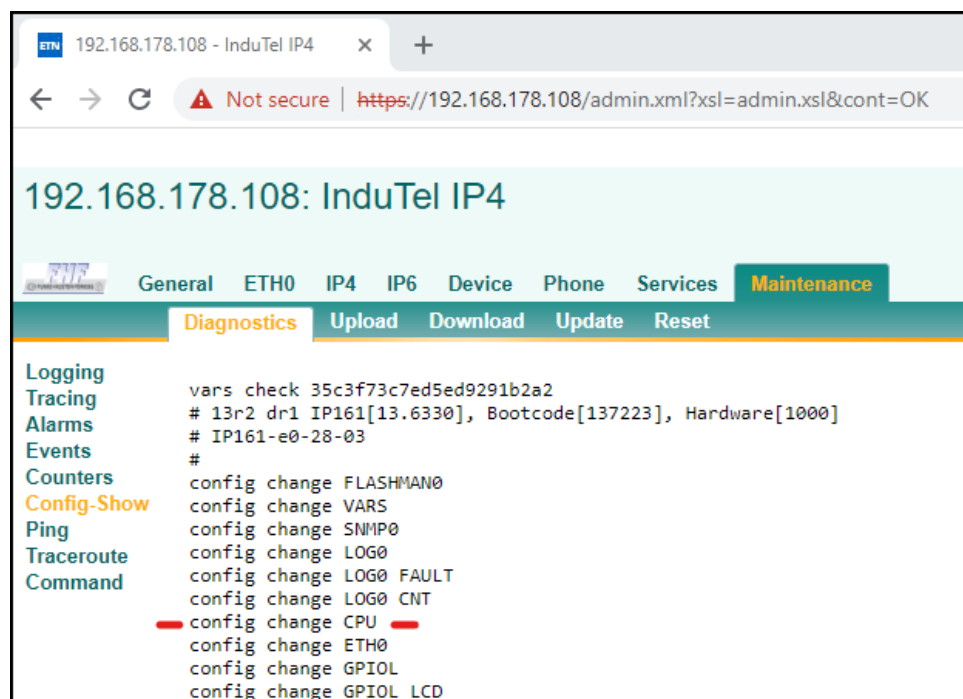 ETN 192.168.178.108 - InduTel IP4
Not secure | https://192.168.178.108/admin.xml?xsl=admin.xsl&cont=OK
192.168.178.108: InduTel IP4
FHF General ETH0 IP4 IP6 Device Phone Services Maintenance
Diagnostics Upload Download Update Reset
Logging
Tracing
Alarms
Events
Counters
Config-Show
Ping
Traceroute
Command
vars check 35c3f73c7ed5ed9291b2a2
# 13r2 dr1 IP161[13.6330], Bootcode[137223], Hardware[1000]
# IP161-e0-28-03
#
config change FLASHMAN0
config change VARS
config change SNMP0
config change LOG0
config change LOG0 FAULT
config change LOG0 CNT
config change CPU
config change ETH0
config change GPIOL
config change GPIOL LCD